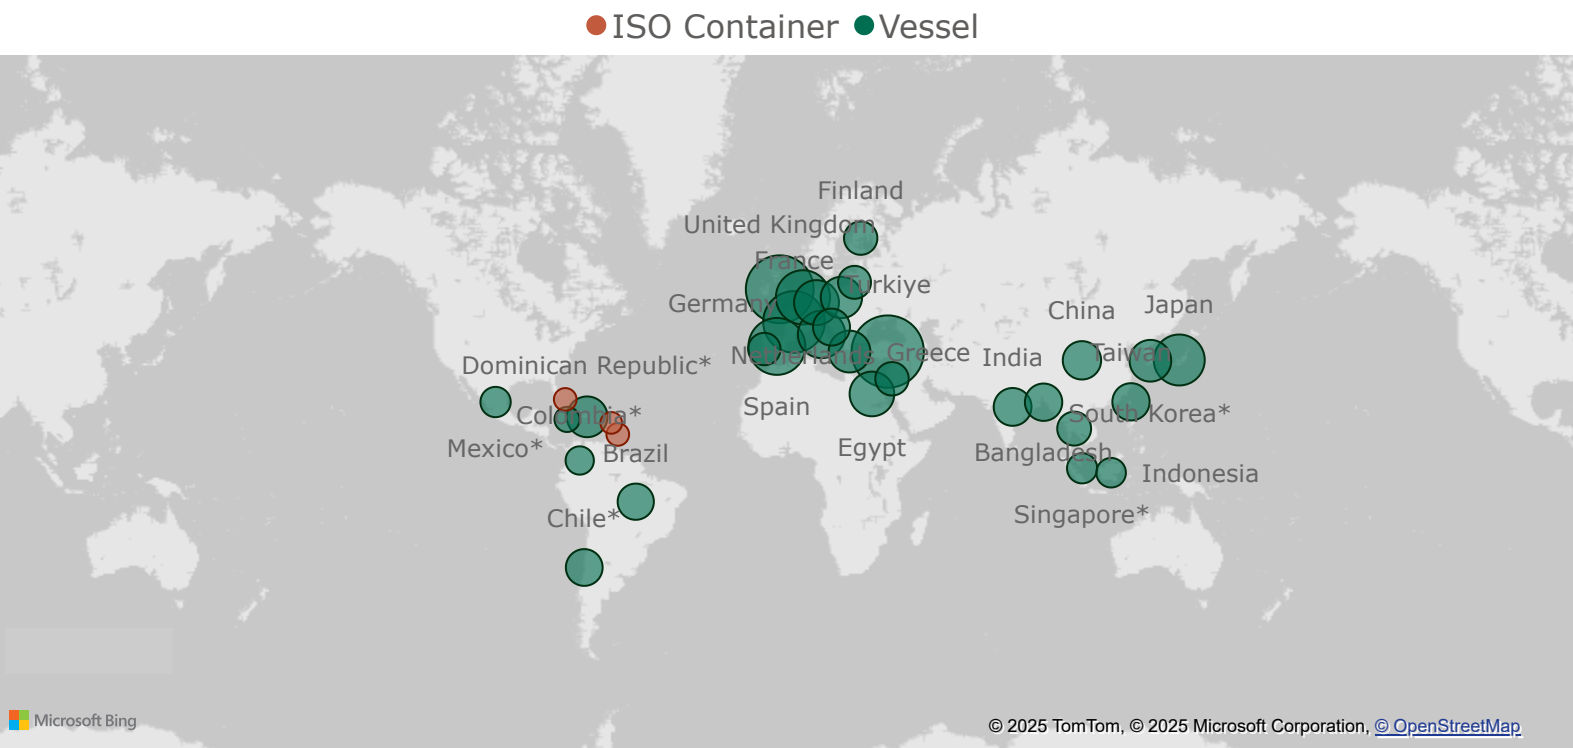 ISO Container Vessel
Finland
United Kingdom
France
Türkiye
Germany
China
Japan
Netherlands
Greece
India
Taiwan
Dominican Republic*
Spain
Colombia*
South Korea*
Mexico*
Brazil
Egypt
Bangladesh
Indonesia
Chile*
Singapore*
Microsoft Bing
© 2025 TomTom, © 2025 Microsoft Corporation, © OpenStreetMap